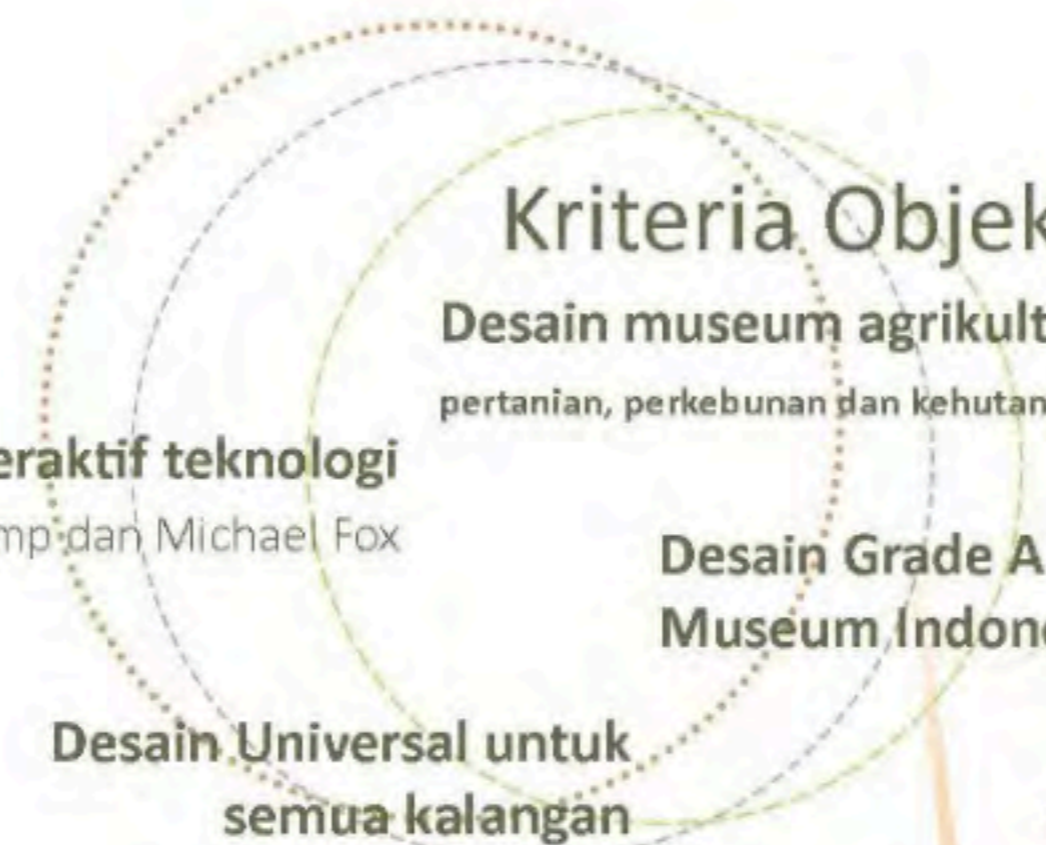 Kriteria Objek
Desain museum agrikult
pertanian, perkebunan dan kehutan
eraktif teknologi
mp dan Michael Fox
Desain Grade A
Museum Indone
Desain Universal untuk
semua kalangan